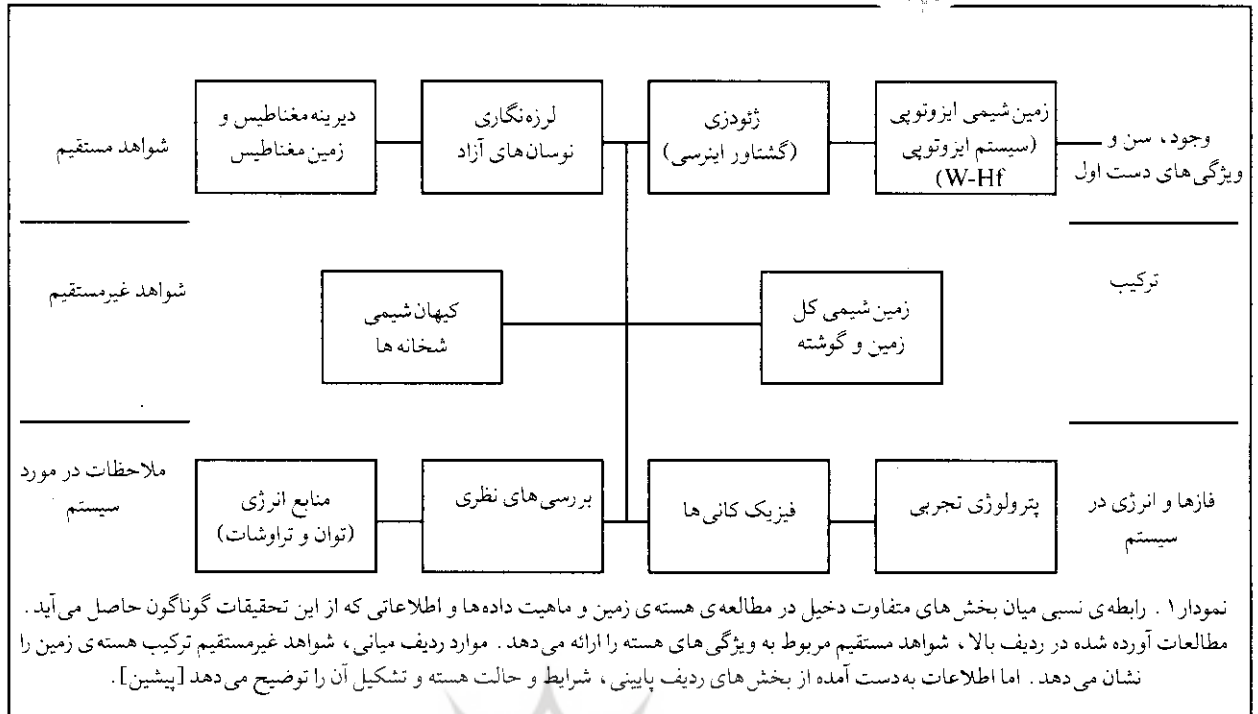 وجود، سن و
ویژگی‌های دست اول
زمین‌شیمی ایزوتوپی
(سیستم ایزوتوپی
W-Hf)
ژئودزی
(گشتاور اینرسی)
لرزه‌نگاری
نوسان‌های آزاد
دیرینه‌مغناطیس و
زمین‌مغناطیس
شواهد مستقیم
ترکیب
زمین‌شیمی کل
زمین و گوشته
کیهان‌شیمی
شخانه‌ها
شواهد غیرمستقیم
فازها و انرژی در
سیستم
پترولوژی تجربی
فیزیک کانی‌ها
بررسی‌های نظری
منابع انرژی
(توان و تراوشات)
ملاحظات در مورد
سیستم
نمودار ۱. رابطه‌ی نسبی میان بخش‌های متفاوت دخیل در مطالعه‌ی هسته‌ی زمین و ماهیت داده‌ها و اطلاعاتی که از این تحقیقات گوناگون حاصل می‌آید.
مطالعات آورده شده در ردیف بالا، شواهد مستقیم مربوط به ویژگی‌های هسته را ارائه می‌دهد. موارد ردیف میانی، شواهد غیرمستقیم ترکیب هسته‌ی زمین را
نشان می‌دهد. اما اطلاعات به‌دست آمده از بخش‌های ردیف پایینی، شرایط و حالت هسته و تشکیل آن را توضیح می‌دهد [پیشین].